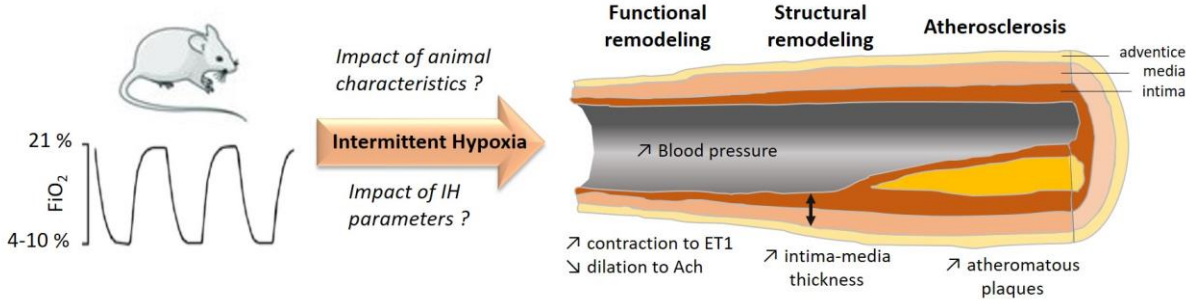 Impact of animal
characteristics ?
21 %
FiO2
4-10 %
Intermittent Hypoxia
Impact of IH
parameters ?
Functional
remodeling
Structural
remodeling
Atherosclerosis
adventice
media
intima
↗ Blood pressure
↗ contraction to ET1
↘ dilation to Ach
↗ intima-media
thickness
↗ atheromatous
plaques